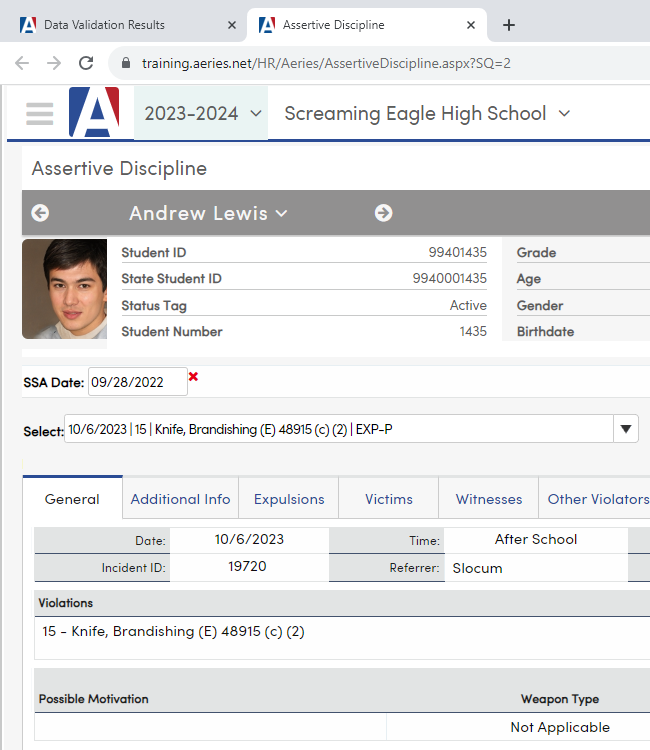 Data Validation Results × Assertive Discipline × +
training.aeries.net/HR/Aeries/AssertiveDiscipline.aspx?SQ=2
A 2023-2024 Screaming Eagle High School
Assertive Discipline
Andrew Lewis
Student ID 99401435 Grade
State Student ID 9940001435 Age
Status Tag Active Gender
Student Number 1435 Birthdate
SSA Date: 09/28/2022
Select: 10/6/2023 | 15 | Knife, Brandishing (E) 48915 (c) (2) | EXP-P
General Additional Info Expulsions Victims Witnesses Other Violators
Date: 10/6/2023 Time: After School
Incident ID: 19720 Referrer: Slocum
Violations
15 - Knife, Brandishing (E) 48915 (c) (2)
Possible Motivation Weapon Type
Not Applicable